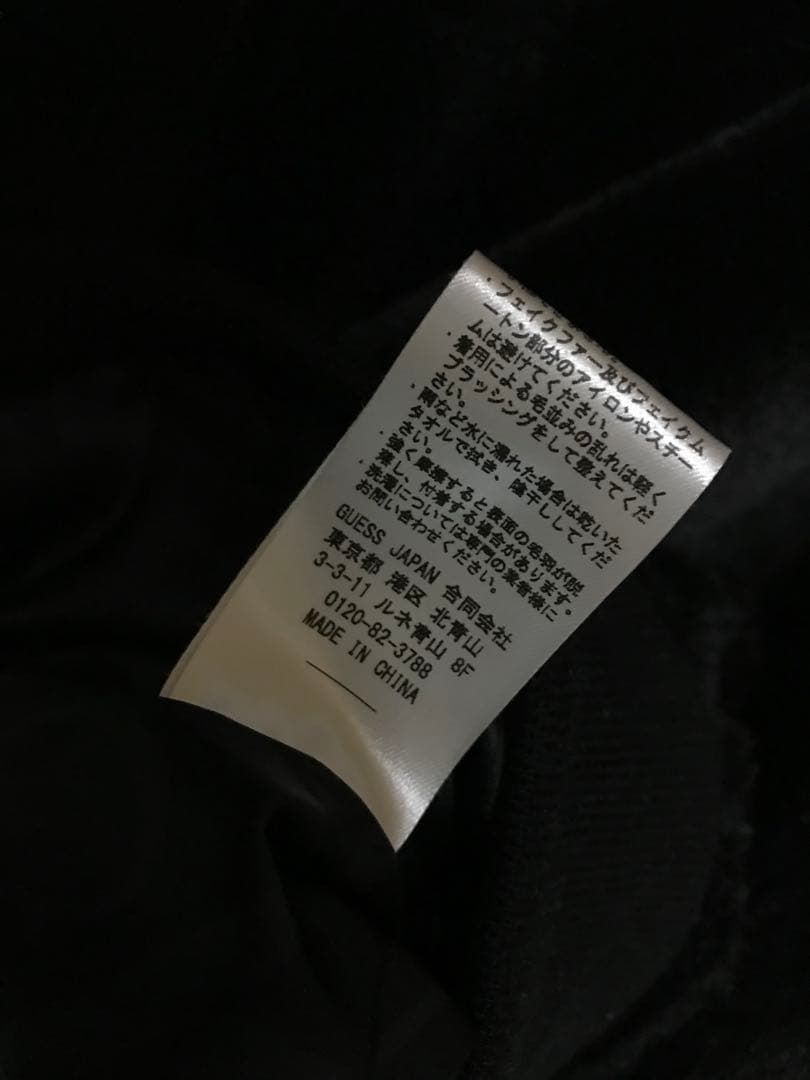 ・フェイクファー及びフェイクム
ートン部分のアイロンやスチー
ムは避けてください。
・着用による毛並みの乱れは軽く
ブラッシングをして整えてくだ
さい。
・雨など水に濡れた場合は乾いた
タオルで拭き、陰干ししてくだ
さい。
・強く摩擦すると表面の毛羽が脱
落し、付着する場合があります。
・洗濯については専門の業者様に
お問い合わせください。
GUESS JAPAN 合同会社
東京都 港区 北青山
3-3-11 ルネ青山 8F
0120-82-3788
MADE IN CHINA